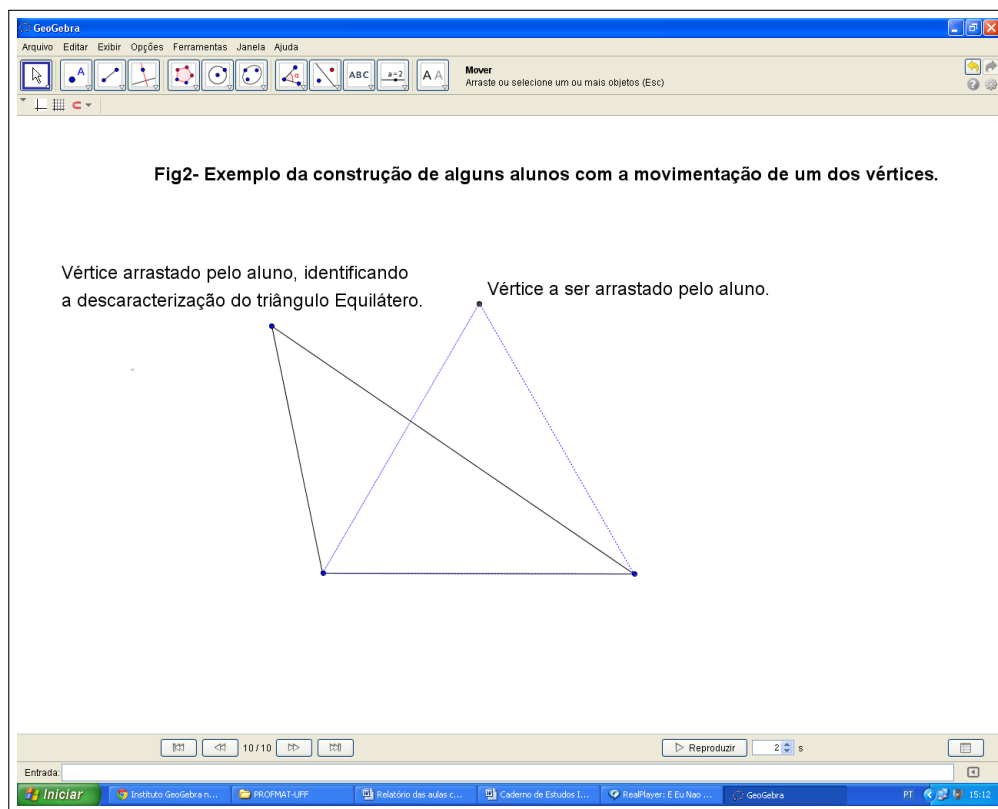 GeoGebra
Arquivo Editar Exibir Opções Ferramentas Janela Ajuda
A
α
ABC
a=2
A A
Mover
Arraste ou selecione um ou mais objetos (Esc)
Fig2- Exemplo da construção de alguns alunos com a movimentação de um dos vértices.
Vértice arrastado pelo aluno, identificando
a descaracterização do triângulo Equilátero.
Vértice a ser arrastado pelo aluno.
10 / 10
Reproduzir
2 s
Entrada:
Iniciar
Instituto GeoGebra n...
PROFMAT-UFF
Relatório das aulas c...
Caderno de Estudos I...
RealPlayer: E Eu Nao ...
GeoGebra
PT
15:12